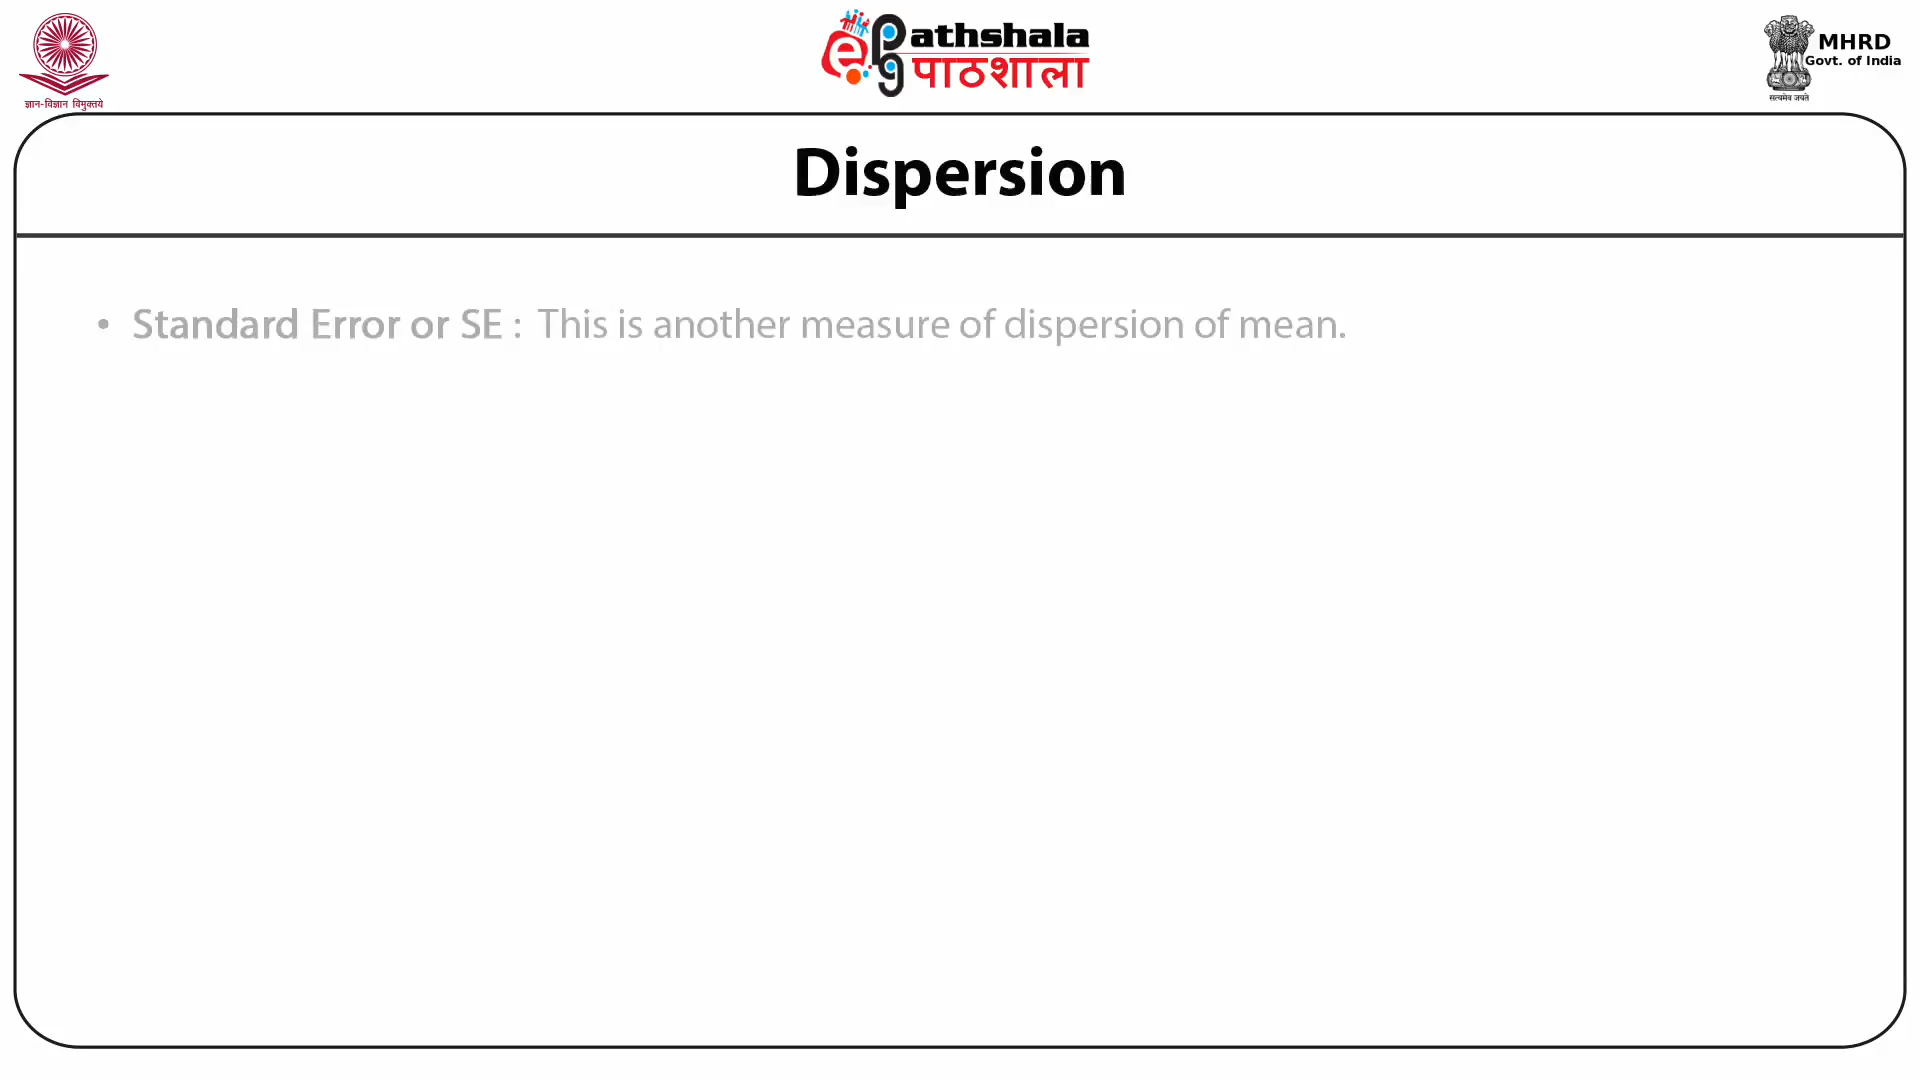 ज्ञान-विज्ञान विमुक्तये
ePathshala
पाठशाला
MHRD
Govt. of India
सत्यमेव जयते
Dispersion
• Standard Error or SE : This is another measure of dispersion of mean.